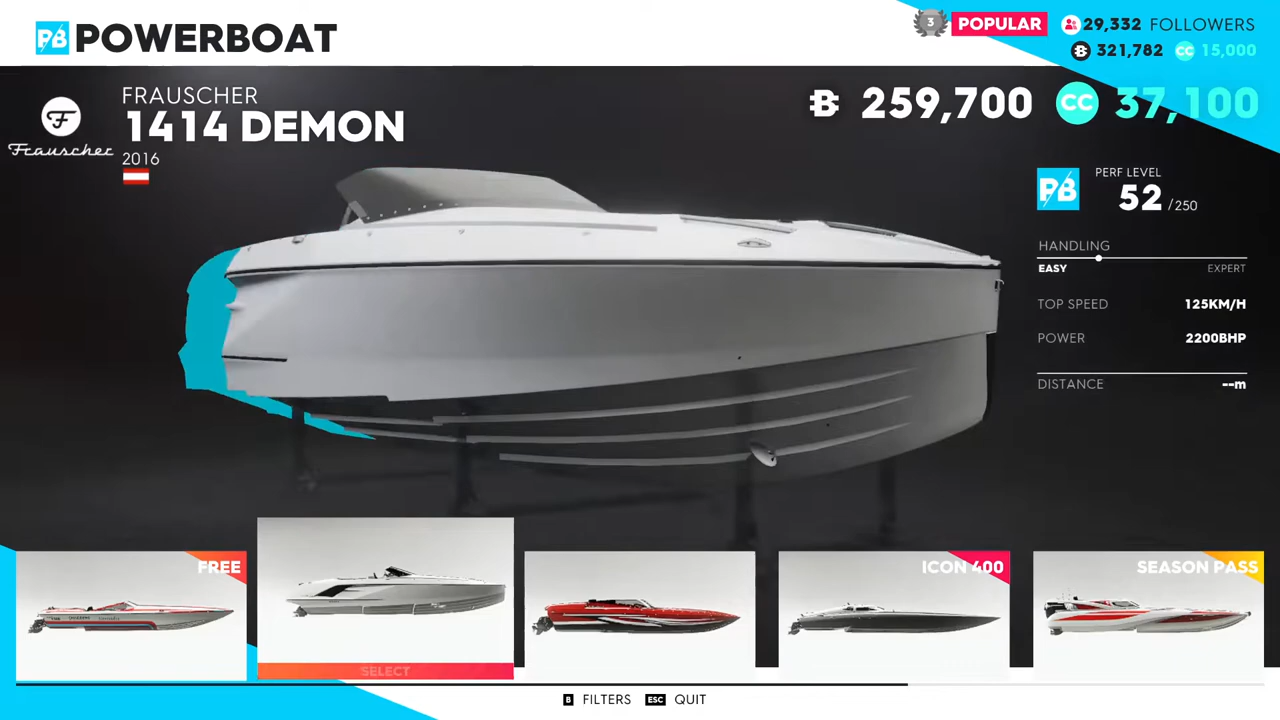 PB POWERBOAT
3 POPULAR 29,332 FOLLOWERS
B 321,782 CC 15,000
FRAUSCHER
1414 DEMON
2016
F
Frauscher
B 259,700 CC 37,100
PB PERF LEVEL
52 /250
HANDLING
EASY EXPERT
TOP SPEED 125KM/H
POWER 2200BHP
DISTANCE --m
FREE
SELECT
ICON 400
SEASON PASS
B FILTERS ESC QUIT